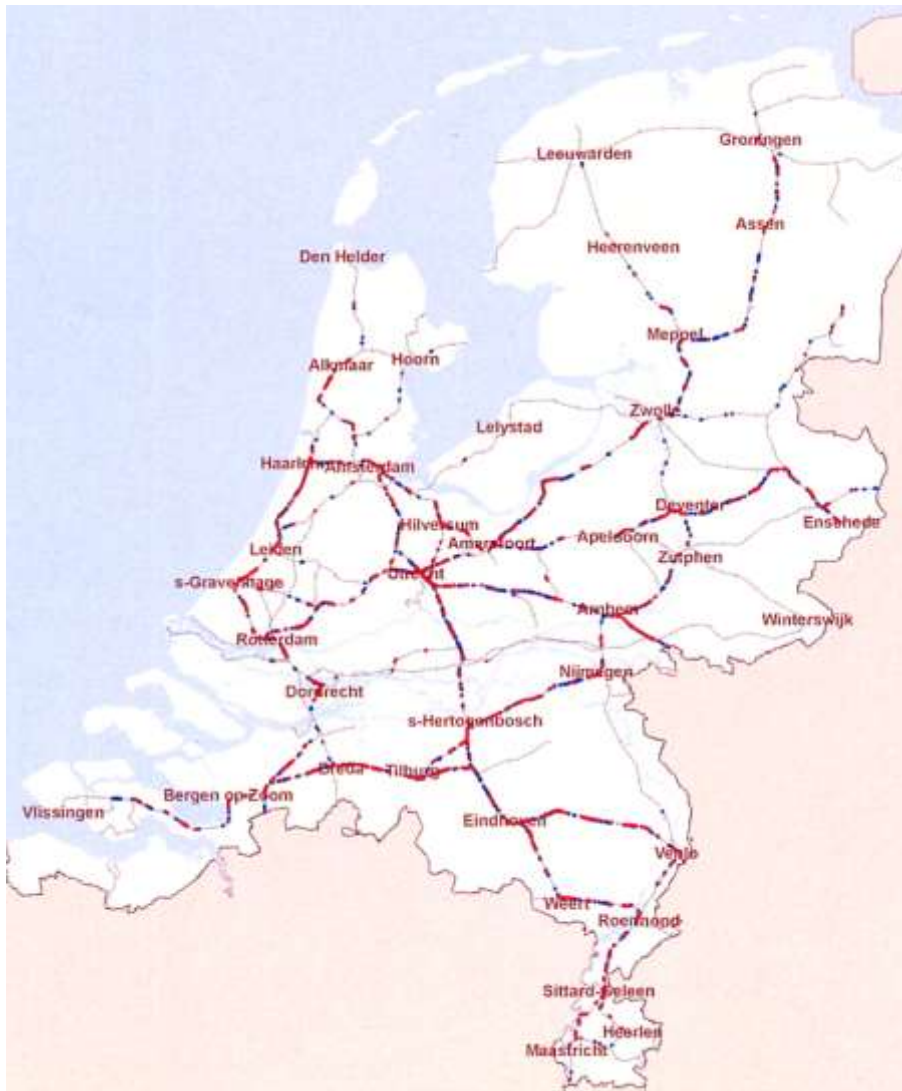 Groningen
Leeuwarden
Assen
Heerenveen
Den Helder
Meppel
Hoorn
Alkmaar
Zwolle
Lelystad
Haarlem
Amsterdam
Deventer
Enschede
Hilversum
Apeldoorn
Amersfoort
Leiden
Zutphen
Utrecht
s-Gravenhage
Arnhem
Winterswijk
Rotterdam
Nijmegen
Dordrecht
s-Hertogenbosch
Breda
Tilburg
Bergen op Zoom
Vlissingen
Eindhoven
Venlo
Weert
Roermond
Sittard-Geleen
Heerlen
Maastricht